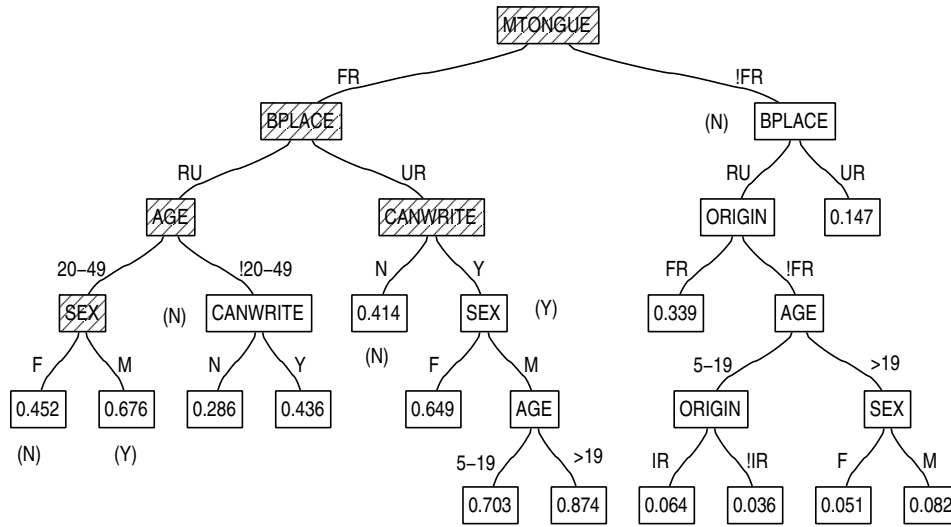 MTONGUE
FR !FR
BPLACE (N) BPLACE
RU UR RU UR
AGE CANWRITE ORIGIN 0.147
20−49 !20−49 N Y FR !FR
SEX (N) CANWRITE 0.414 SEX (Y) 0.339 AGE
(N)
F M N Y F M 5−19 >19
0.452 0.676 0.286 0.436 0.649 AGE ORIGIN SEX
(N) (Y)
5−19 >19 IR !IR F M
0.703 0.874 0.064 0.036 0.051 0.082